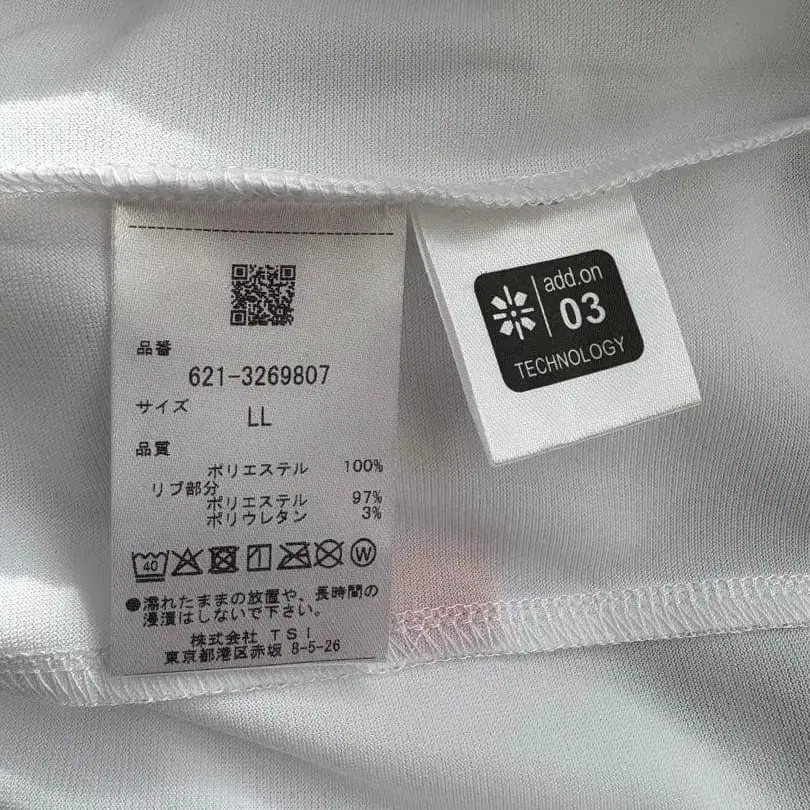 品番
621-3269807
サイズ
LL
品質
ポリエステル 100%
リブ部分
ポリエステル 97%
ポリウレタン 3%
40
W
●濡れたままの放置や、長時間の
浸漬はしないで下さい。
株式会社 TSI
東京都港区赤坂 8-5-26
add.on
03
TECHNOLOGY